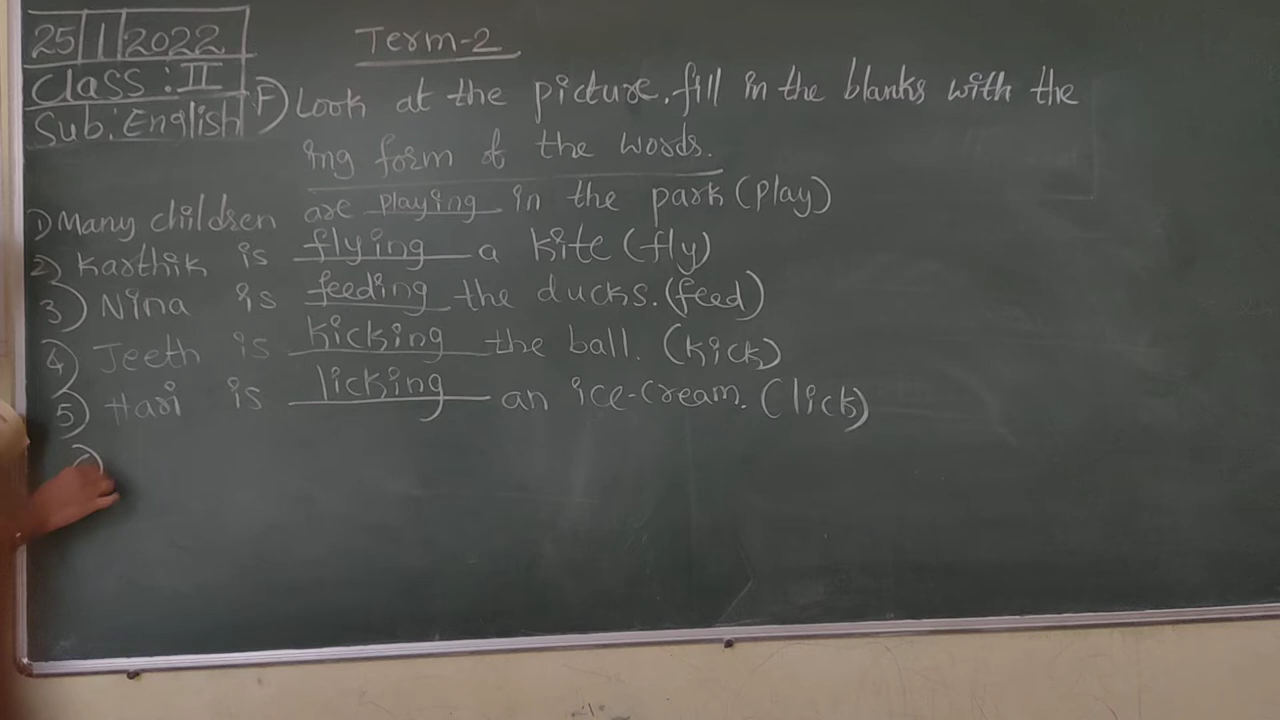 25/1/2022
Class : II
Sub: English
Term-2
F) Look at the picture, fill in the blanks with the
ing form of the words.
1) Many children are playing in the park (play)
2) Karthik is flying a kite (fly)
3) Nina is feeding the ducks. (feed)
4) Jeeth is kicking the ball. (kick)
5) Hari is licking an ice-cream. (lick)